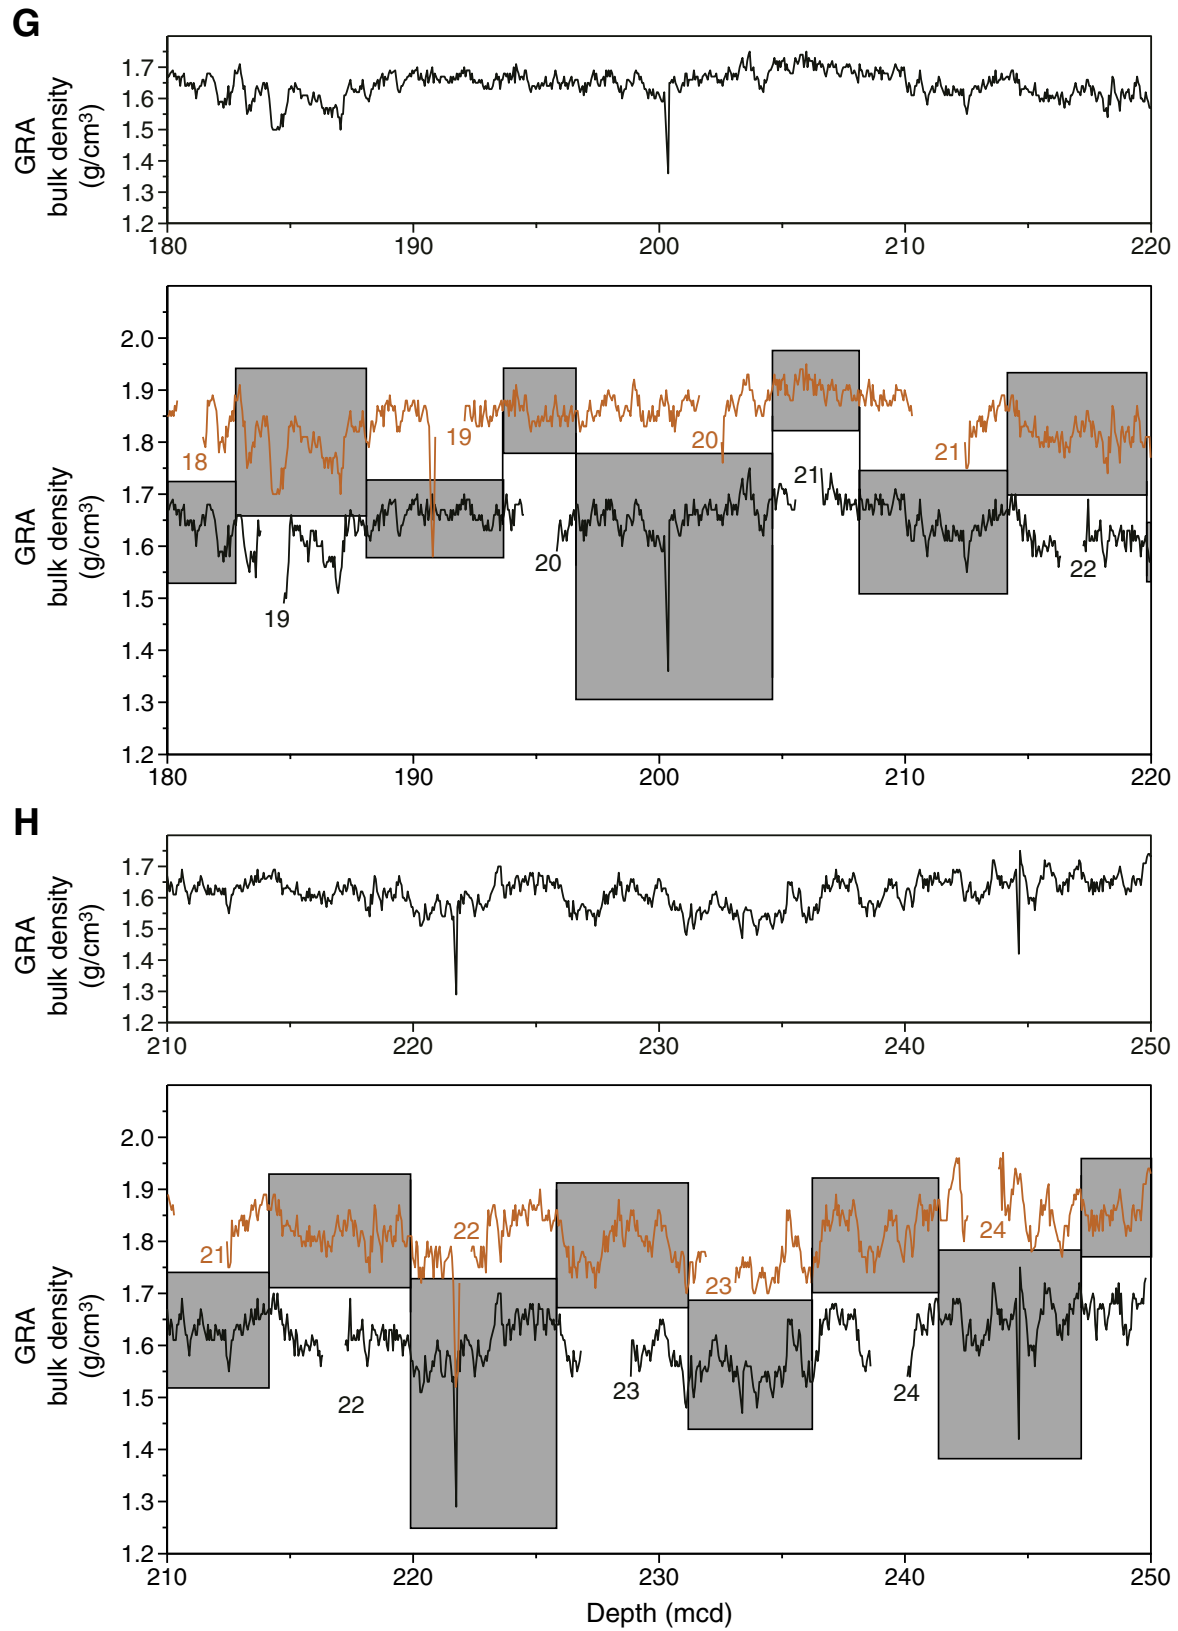 G
GRA
bulk density
(g/cm³)
1.7
1.6
1.5
1.4
1.3
1.2
180 190 200 210 220
GRA
bulk density
(g/cm³)
2.0
1.9
1.8
1.7
1.6
1.5
1.4
1.3
1.2
18 19 20 21
19 20 21 22
180 190 200 210 220
H
GRA
bulk density
(g/cm³)
1.7
1.6
1.5
1.4
1.3
1.2
210 220 230 240 250
GRA
bulk density
(g/cm³)
2.0
1.9
1.8
1.7
1.6
1.5
1.4
1.3
1.2
21 22 23 24
22 23 24
210 220 230 240 250
Depth (mcd)